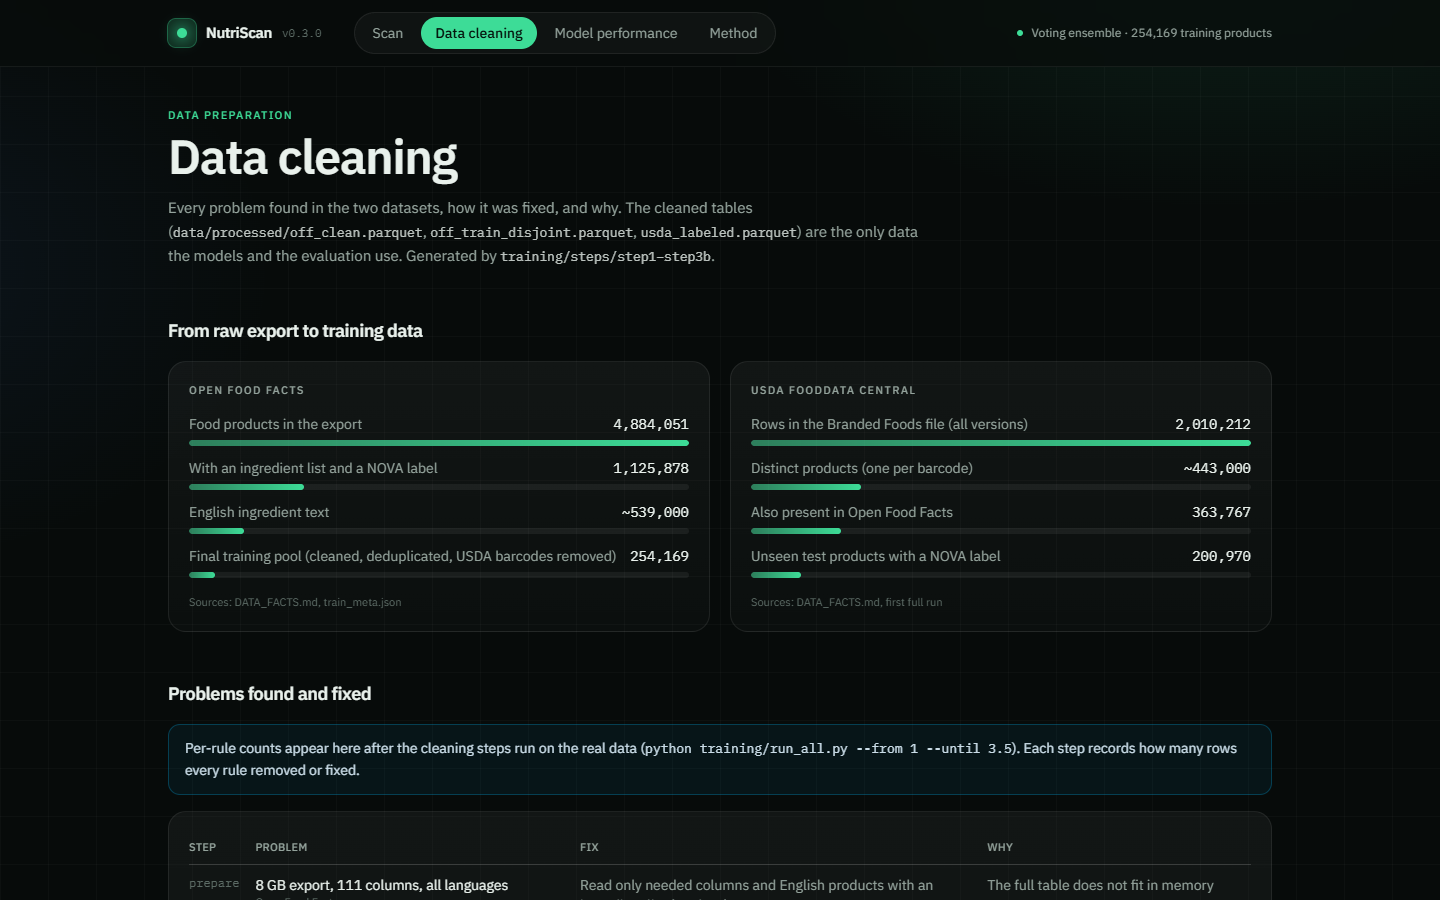 NutriScan v0.3.0
Scan
Data cleaning
Model performance
Method
Voting ensemble · 254,169 training products
DATA PREPARATION
Data cleaning
Every problem found in the two datasets, how it was fixed, and why. The cleaned tables
(data/processed/off_clean.parquet, off_train_disjoint.parquet, usda_labeled.parquet) are the only data
the models and the evaluation use. Generated by training/steps/step1–step3b.
From raw export to training data
OPEN FOOD FACTS
Food products in the export 4,884,051
With an ingredient list and a NOVA label 1,125,878
English ingredient text ~539,000
Final training pool (cleaned, deduplicated, USDA barcodes removed) 254,169
Sources: DATA_FACTS.md, train_meta.json
USDA FOODDATA CENTRAL
Rows in the Branded Foods file (all versions) 2,010,212
Distinct products (one per barcode) ~443,000
Also present in Open Food Facts 363,767
Unseen test products with a NOVA label 200,970
Sources: DATA_FACTS.md, first full run
Problems found and fixed
Per-rule counts appear here after the cleaning steps run on the real data (python training/run_all.py --from 1 --until 3.5). Each step records how many rows
every rule removed or fixed.
STEP PROBLEM FIX WHY
prepare 8 GB export, 111 columns, all languages Read only needed columns and English products with an The full table does not fit in memory